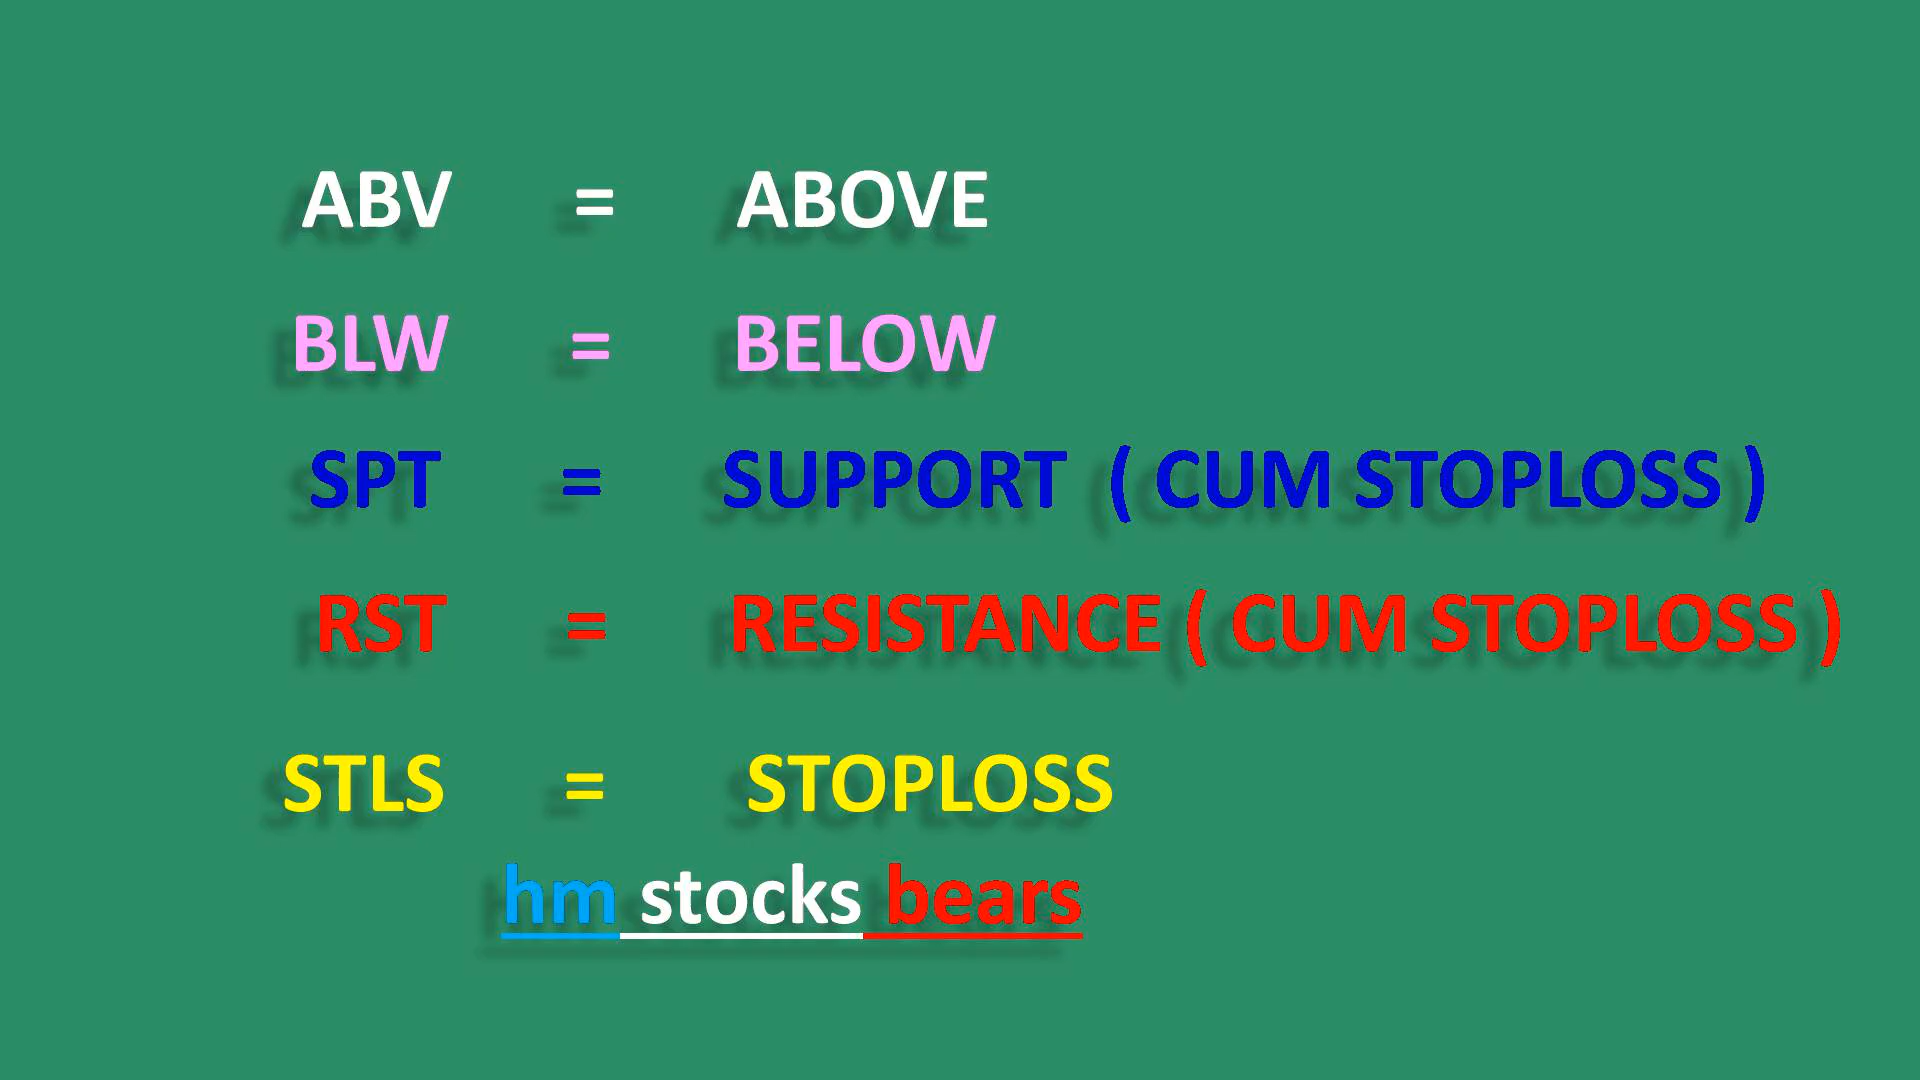 ABV = ABOVE
BLW = BELOW
SPT = SUPPORT ( CUM STOPLOSS )
RST = RESISTANCE ( CUM STOPLOSS )
STLS = STOPLOSS
hm stocks bears